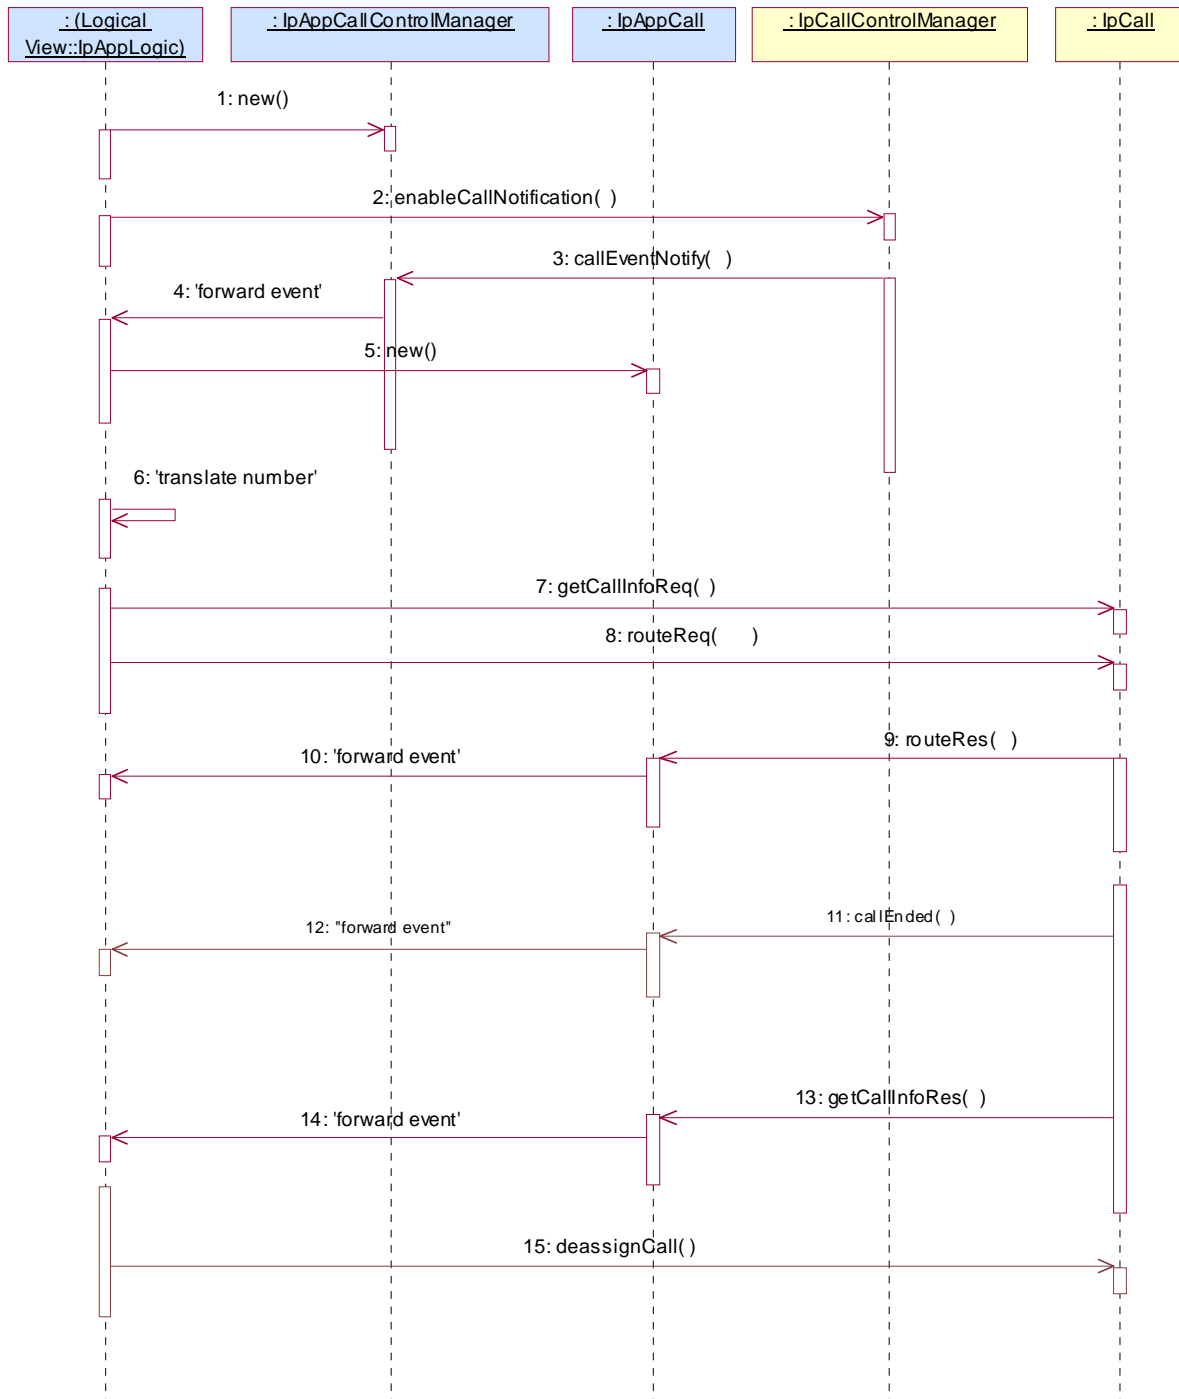 : (Logical
View::IpAppLogic)
: IpAppCallControlManager
: IpAppCall
: IpCallControlManager
: IpCall
1: new()
2: enableCallNotification( )
3: callEventNotify( )
4: 'forward event'
5: new()
6: 'translate number'
7: getCallInfoReq( )
8: routeReq( )
9: routeRes( )
10: 'forward event'
11: callEnded( )
12: "forward event"
13: getCallInfoRes( )
14: 'forward event'
15: deassignCall( )